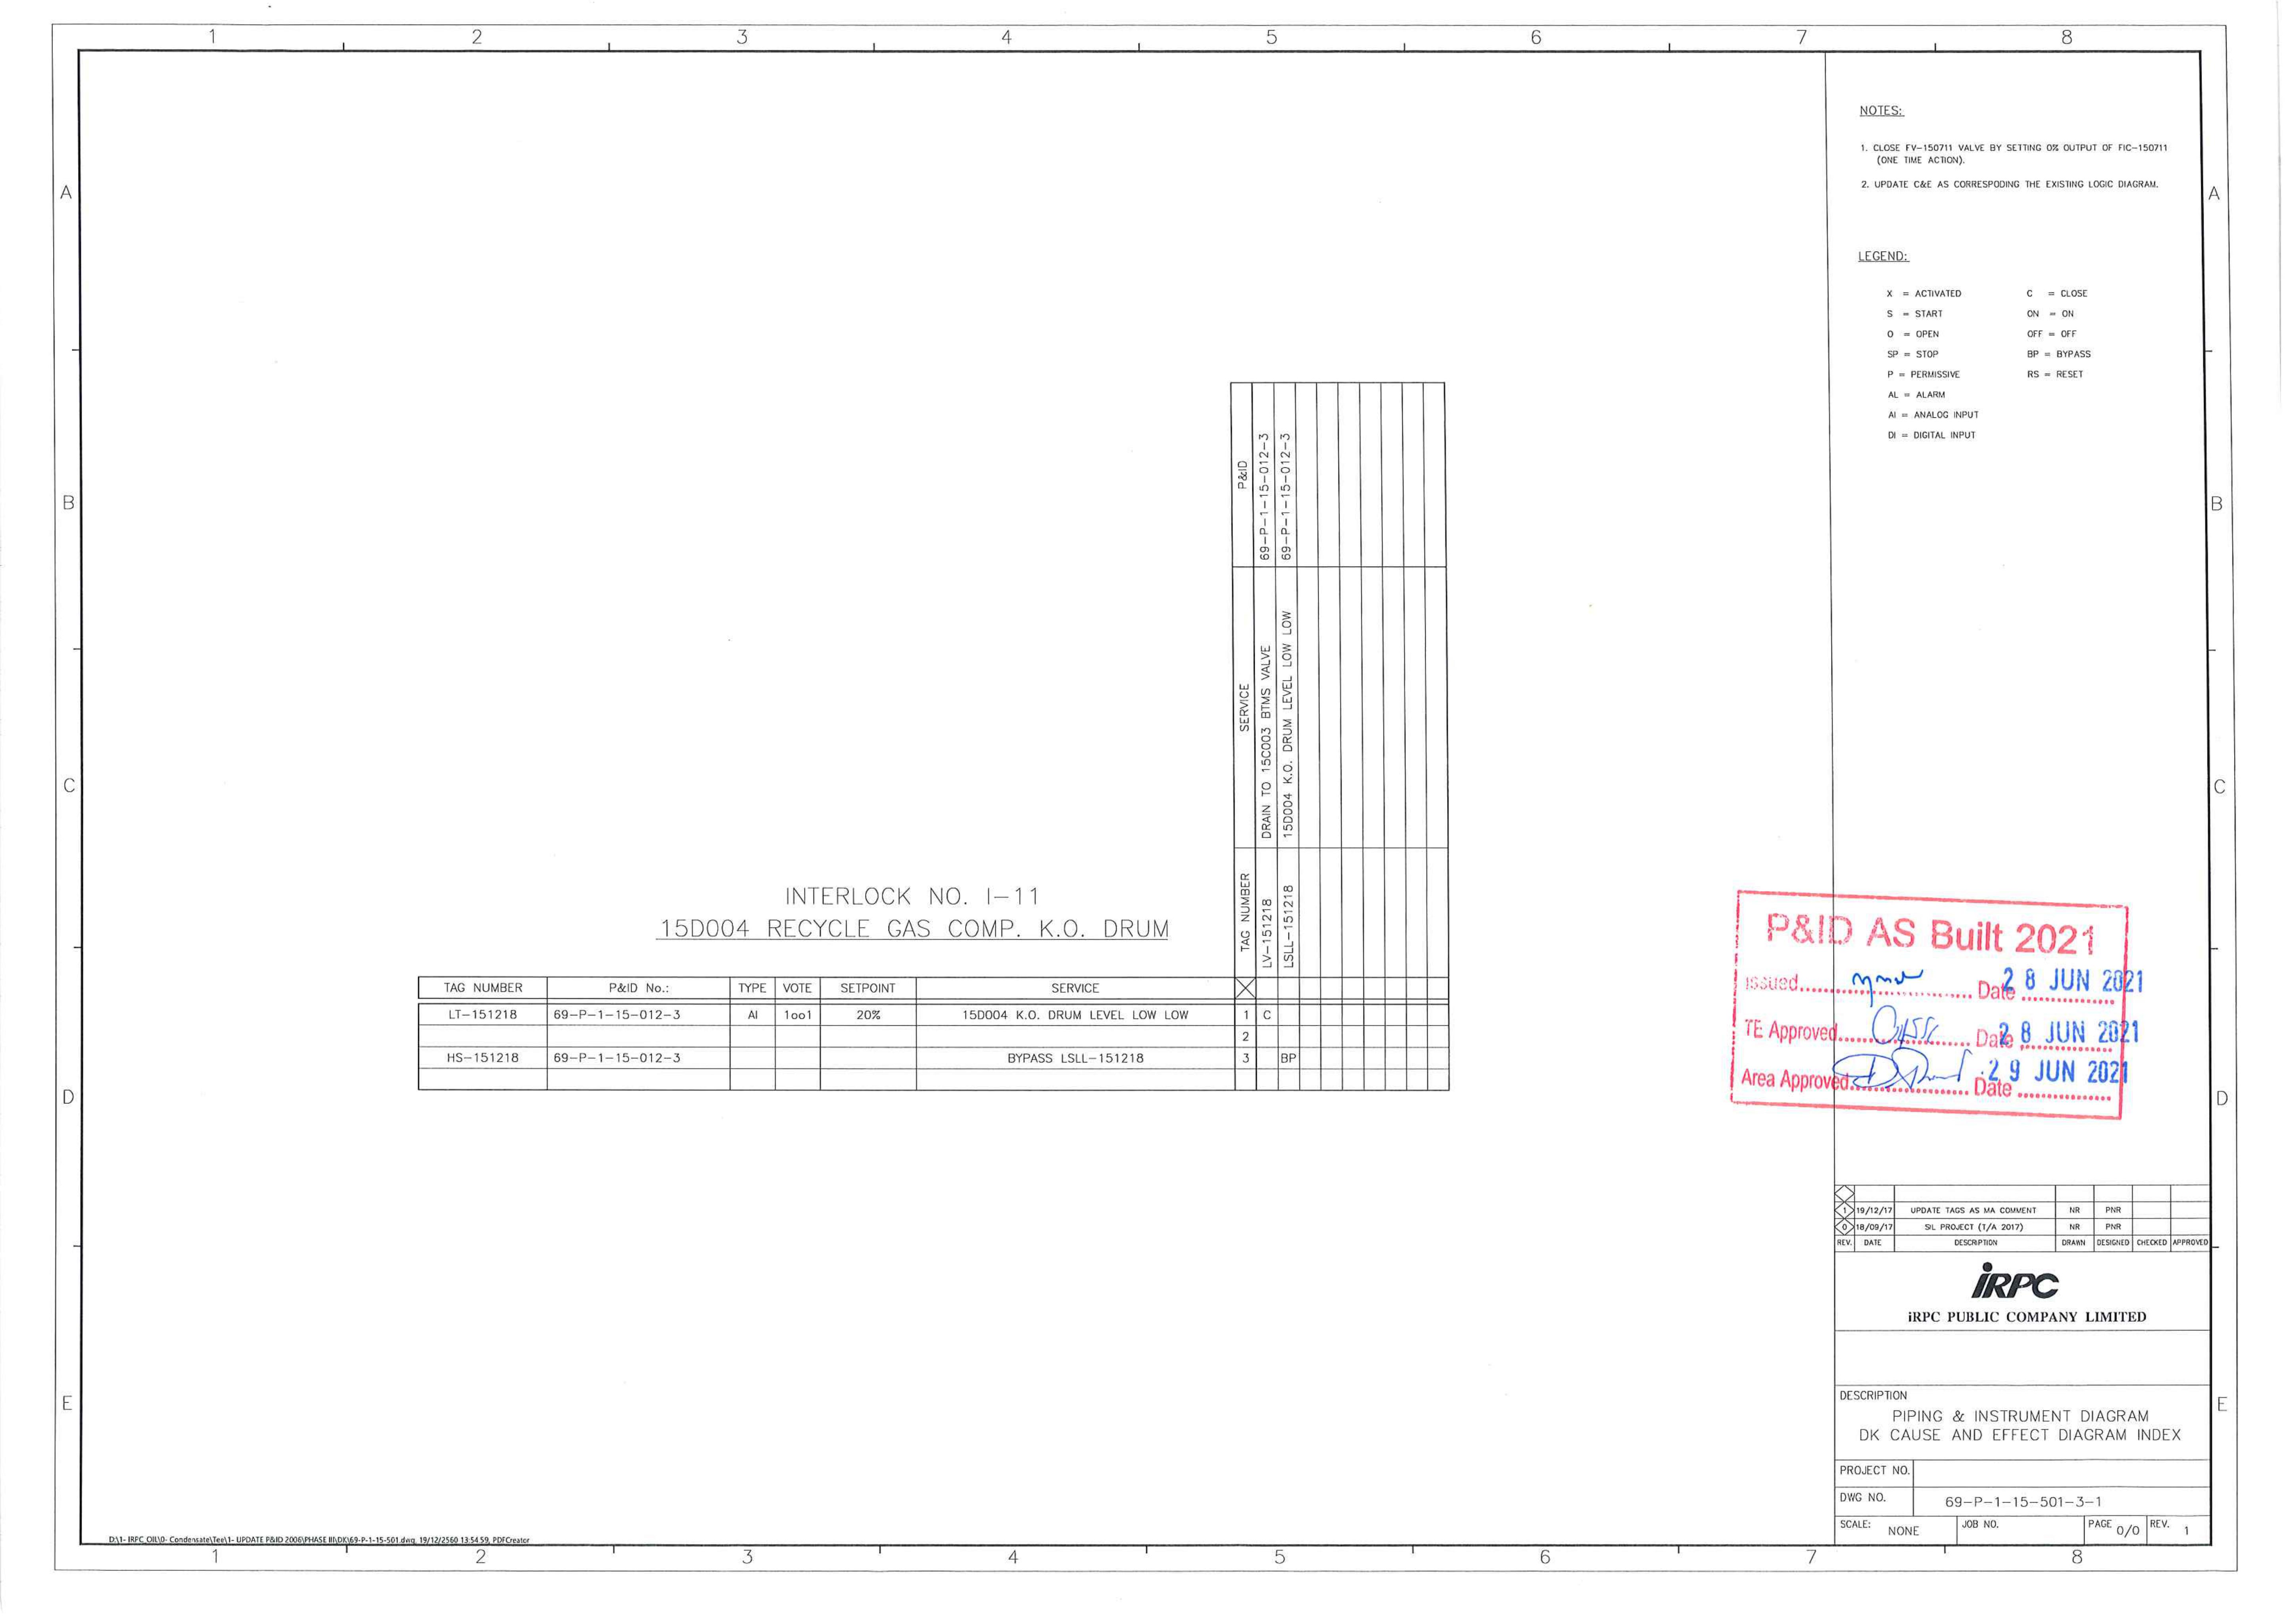 1 2 3 4 5 6 7 8
A
B
C
D
E
NOTES:
1. CLOSE FV-150711 VALVE BY SETTING 0% OUTPUT OF FIC-150711
(ONE TIME ACTION).
2. UPDATE C&E AS CORRESPODING THE EXISTING LOGIC DIAGRAM.
LEGEND:
X = ACTIVATED C = CLOSE
S = START ON = ON
O = OPEN OFF = OFF
SP = STOP BP = BYPASS
P = PERMISSIVE RS = RESET
AL = ALARM
AI = ANALOG INPUT
DI = DIGITAL INPUT
TAG NUMBER SERVICE P&ID
LV-151218 DRAIN TO 15C003 BTMS VALVE 69-P-1-15-012-3
LSLL-151218 15D004 K.O. DRUM LEVEL LOW LOW 69-P-1-15-012-3
INTERLOCK NO. I-11
15D004 RECYCLE GAS COMP. K.O. DRUM
TAG NUMBER P&ID No.: TYPE VOTE SETPOINT SERVICE
LT-151218 69-P-1-15-012-3 AI 1oo1 20% 15D004 K.O. DRUM LEVEL LOW LOW 1 C
2
HS-151218 69-P-1-15-012-3 BYPASS LSLL-151218 3 BP
P&ID AS Built 2021
Issued Date 28 JUN 2021
TE Approved Date 28 JUN 2021
Area Approved Date 29 JUN 2021
1 19/12/17 UPDATE TAGS AS MA COMMENT NR PNR
0 18/09/17 SIL PROJECT (T/A 2017) NR PNR
REV. DATE DESCRIPTION DRAWN DESIGNED CHECKED APPROVED
iRPC
iRPC PUBLIC COMPANY LIMITED
DESCRIPTION
PIPING & INSTRUMENT DIAGRAM
DK CAUSE AND EFFECT DIAGRAM INDEX
PROJECT NO.
DWG NO. 69-P-1-15-501-3-1
SCALE: NONE JOB NO. PAGE 0/0 REV. 1
D:\1- IRPC_OIL\0- Condensate\Tee\1- UPDATE P&ID 2006\PHASE III\DK\69-P-1-15-501.dwg, 19/12/2560 13:54:59, PDFCreator
1 2 3 4 5 6 7 8
A
B
C
D
E